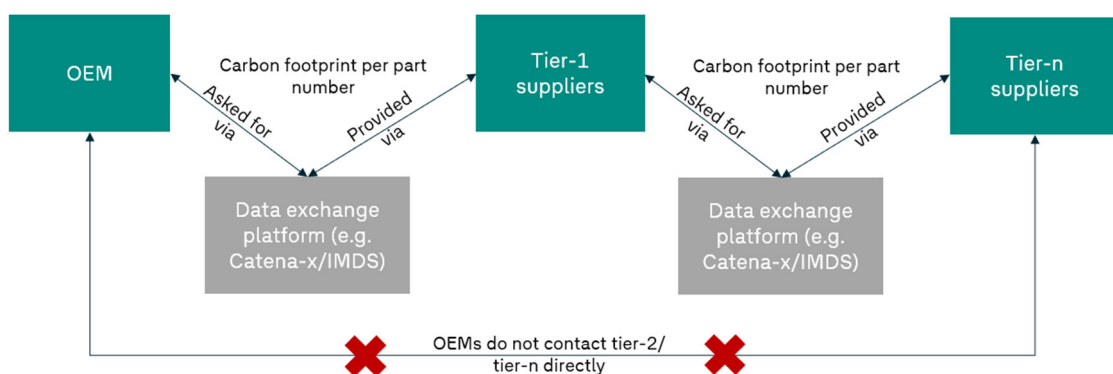 OEM
Carbon footprint per part
number
Asked for
via
Provided
via
Tier-1
suppliers
Carbon footprint per part
number
Asked for
via
Provided
via
Tier-n
suppliers
Data exchange
platform (e.g.
Catena-x/IMDS)
Data exchange
platform (e.g.
Catena-x/IMDS)
OEMs do not contact tier-2/
tier-n directly